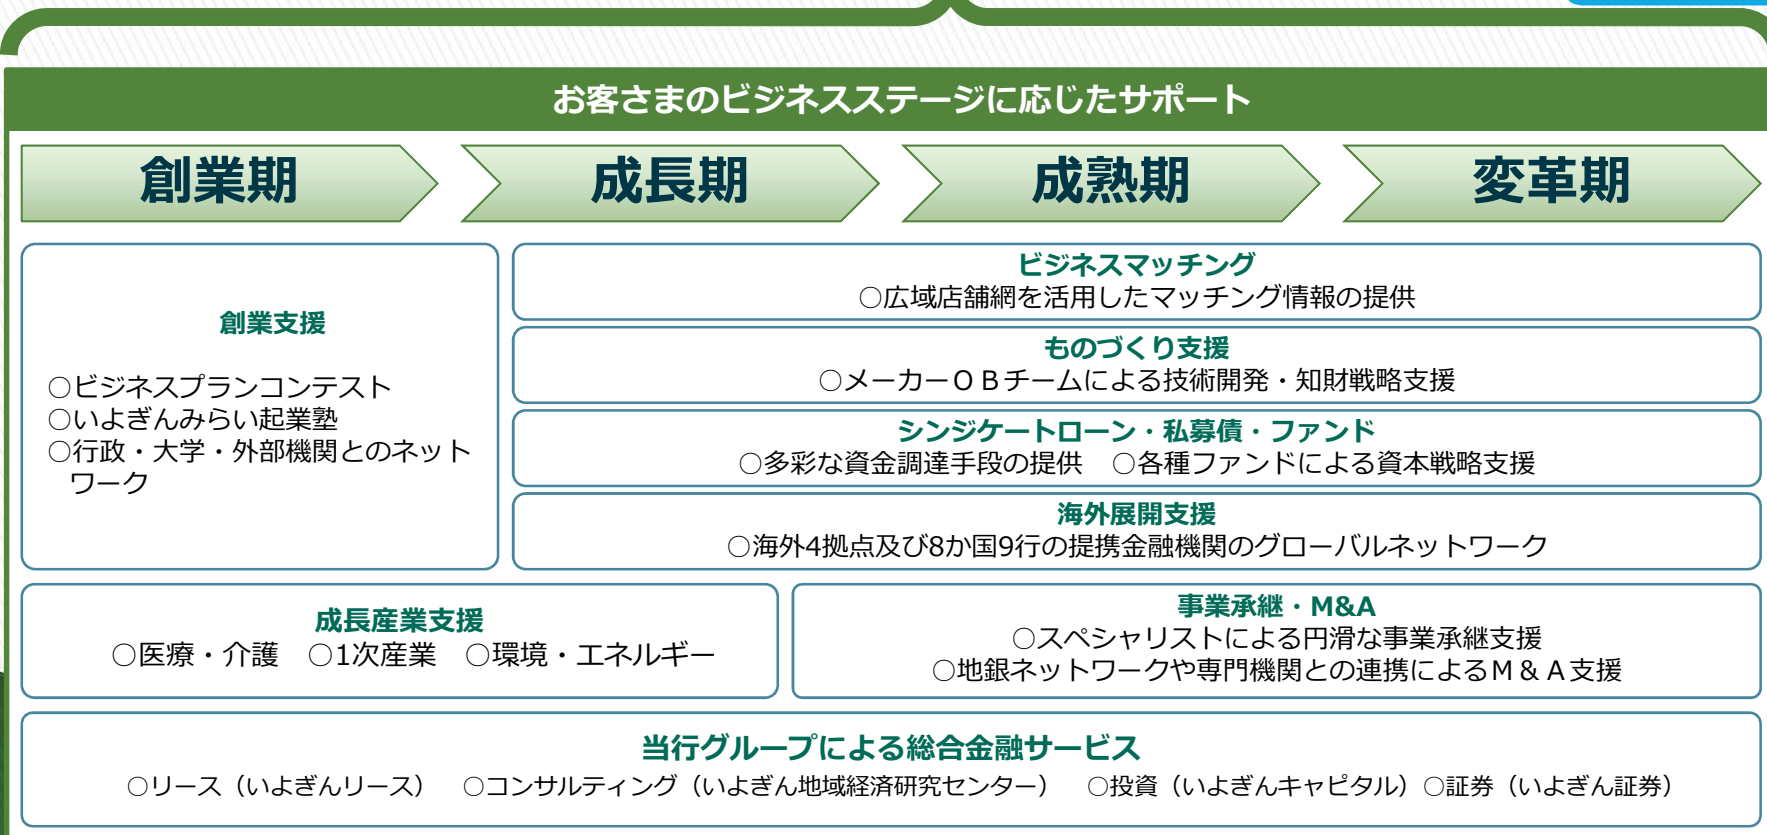 お客さまのビジネスステージに応じたサポート
創業期
成長期
成熟期
変革期
創業支援
○ビジネスプランコンテスト
○いよぎんみらい起業塾
○行政・大学・外部機関とのネット
ワーク
ビジネスマッチング
○広域店舗網を活用したマッチング情報の提供
ものづくり支援
○メーカーＯＢチームによる技術開発・知財戦略支援
シンジケートローン・私募債・ファンド
○多彩な資金調達手段の提供　○各種ファンドによる資本戦略支援
海外展開支援
○海外4拠点及び8か国9行の提携金融機関のグローバルネットワーク
成長産業支援
○医療・介護　○1次産業　○環境・エネルギー
事業承継・M&A
○スペシャリストによる円滑な事業承継支援
○地銀ネットワークや専門機関との連携によるＭ＆Ａ支援
当行グループによる総合金融サービス
○リース（いよぎんリース）　○コンサルティング（いよぎん地域経済研究センター）　○投資（いよぎんキャピタル）○証券（いよぎん証券）